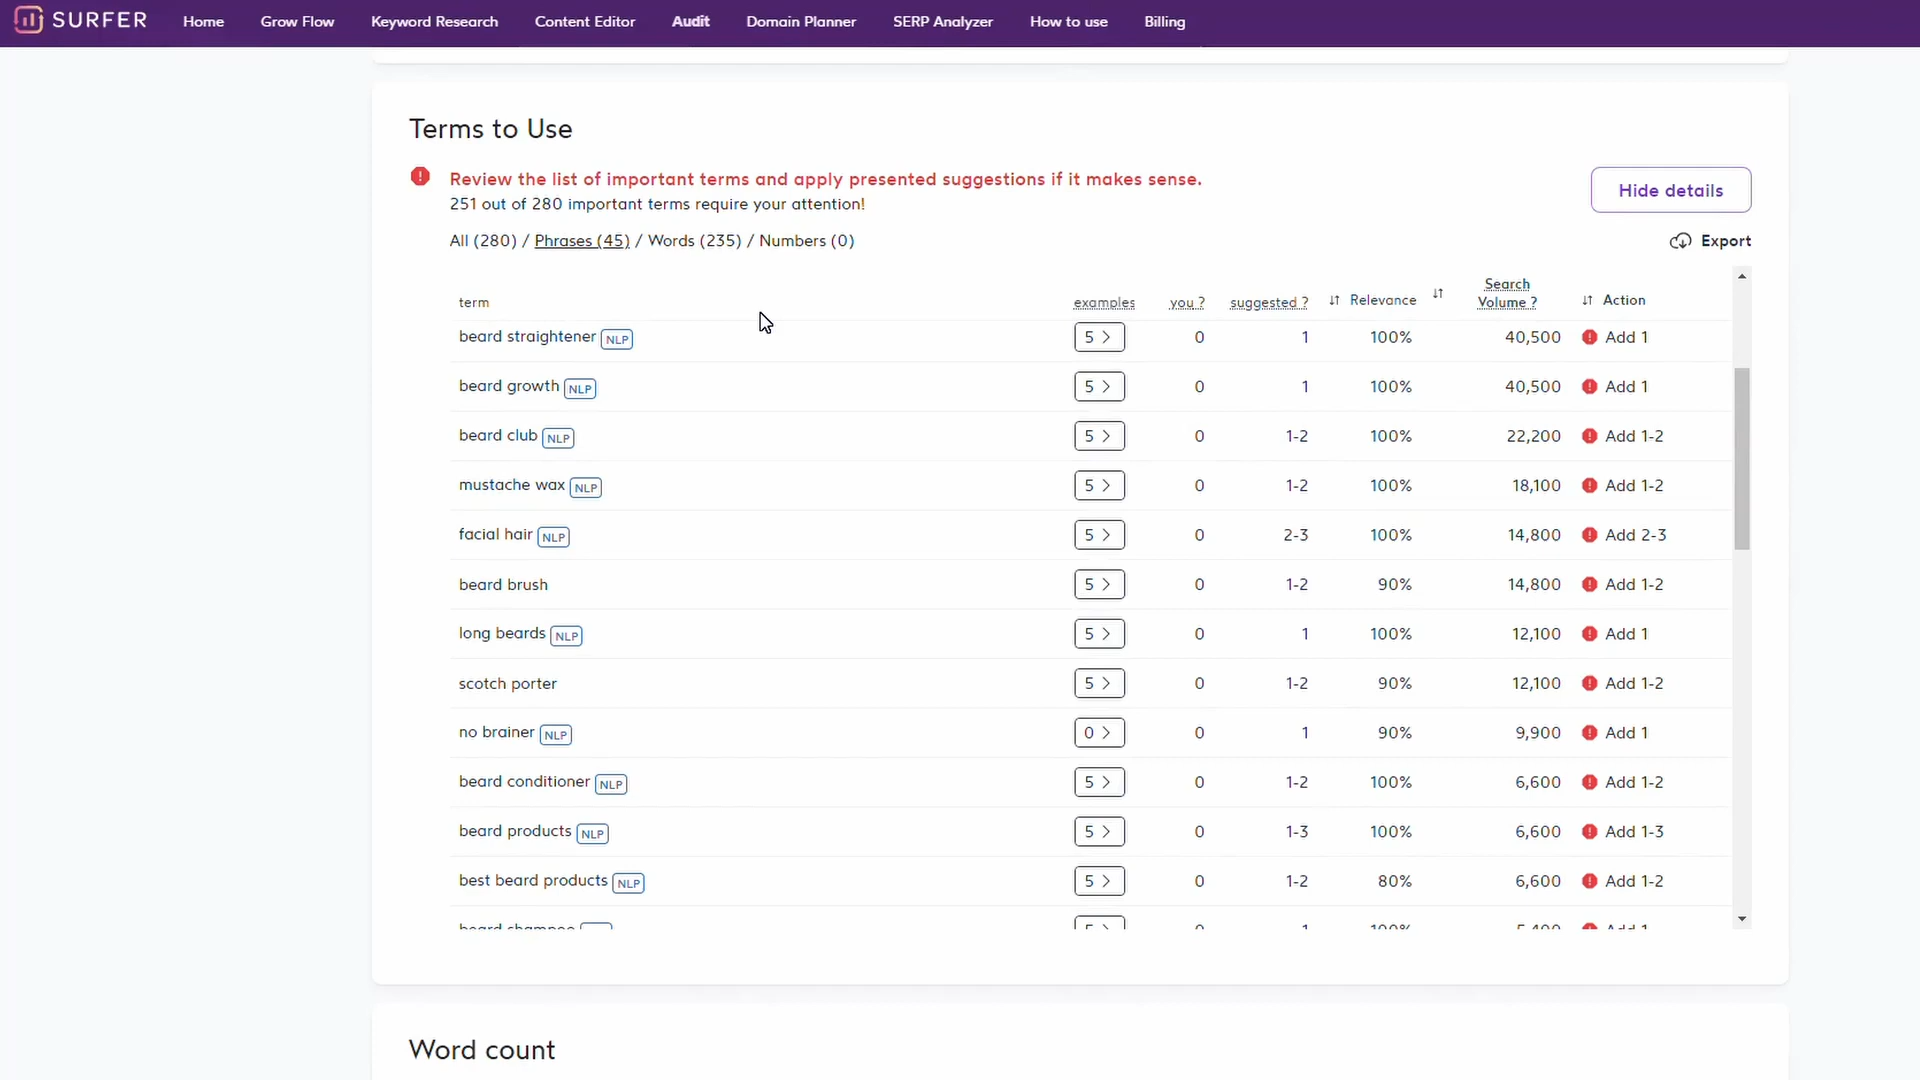 SURFER Home Grow Flow Keyword Research Content Editor Audit Domain Planner SERP Analyzer How to use Billing
Terms to Use
Review the list of important terms and apply presented suggestions if it makes sense.
Hide details
251 out of 280 important terms require your attention!
All (280) / Phrases (45) / Words (235) / Numbers (0)
Export
term examples you ? suggested ? Relevance Search Volume ? Action
beard straightener NLP 5 0 1 100% 40,500 Add 1
beard growth NLP 5 0 1 100% 40,500 Add 1
beard club NLP 5 0 1-2 100% 22,200 Add 1-2
mustache wax NLP 5 0 1-2 100% 18,100 Add 1-2
facial hair NLP 5 0 2-3 100% 14,800 Add 2-3
beard brush 5 0 1-2 90% 14,800 Add 1-2
long beards NLP 5 0 1 100% 12,100 Add 1
scotch porter 5 0 1-2 90% 12,100 Add 1-2
no brainer NLP 0 0 1 90% 9,900 Add 1
beard conditioner NLP 5 0 1-2 100% 6,600 Add 1-2
beard products NLP 5 0 1-3 100% 6,600 Add 1-3
best beard products NLP 5 0 1-2 80% 6,600 Add 1-2
beard shampoo 5 0 1 100% 5,400 Add 1
Word count